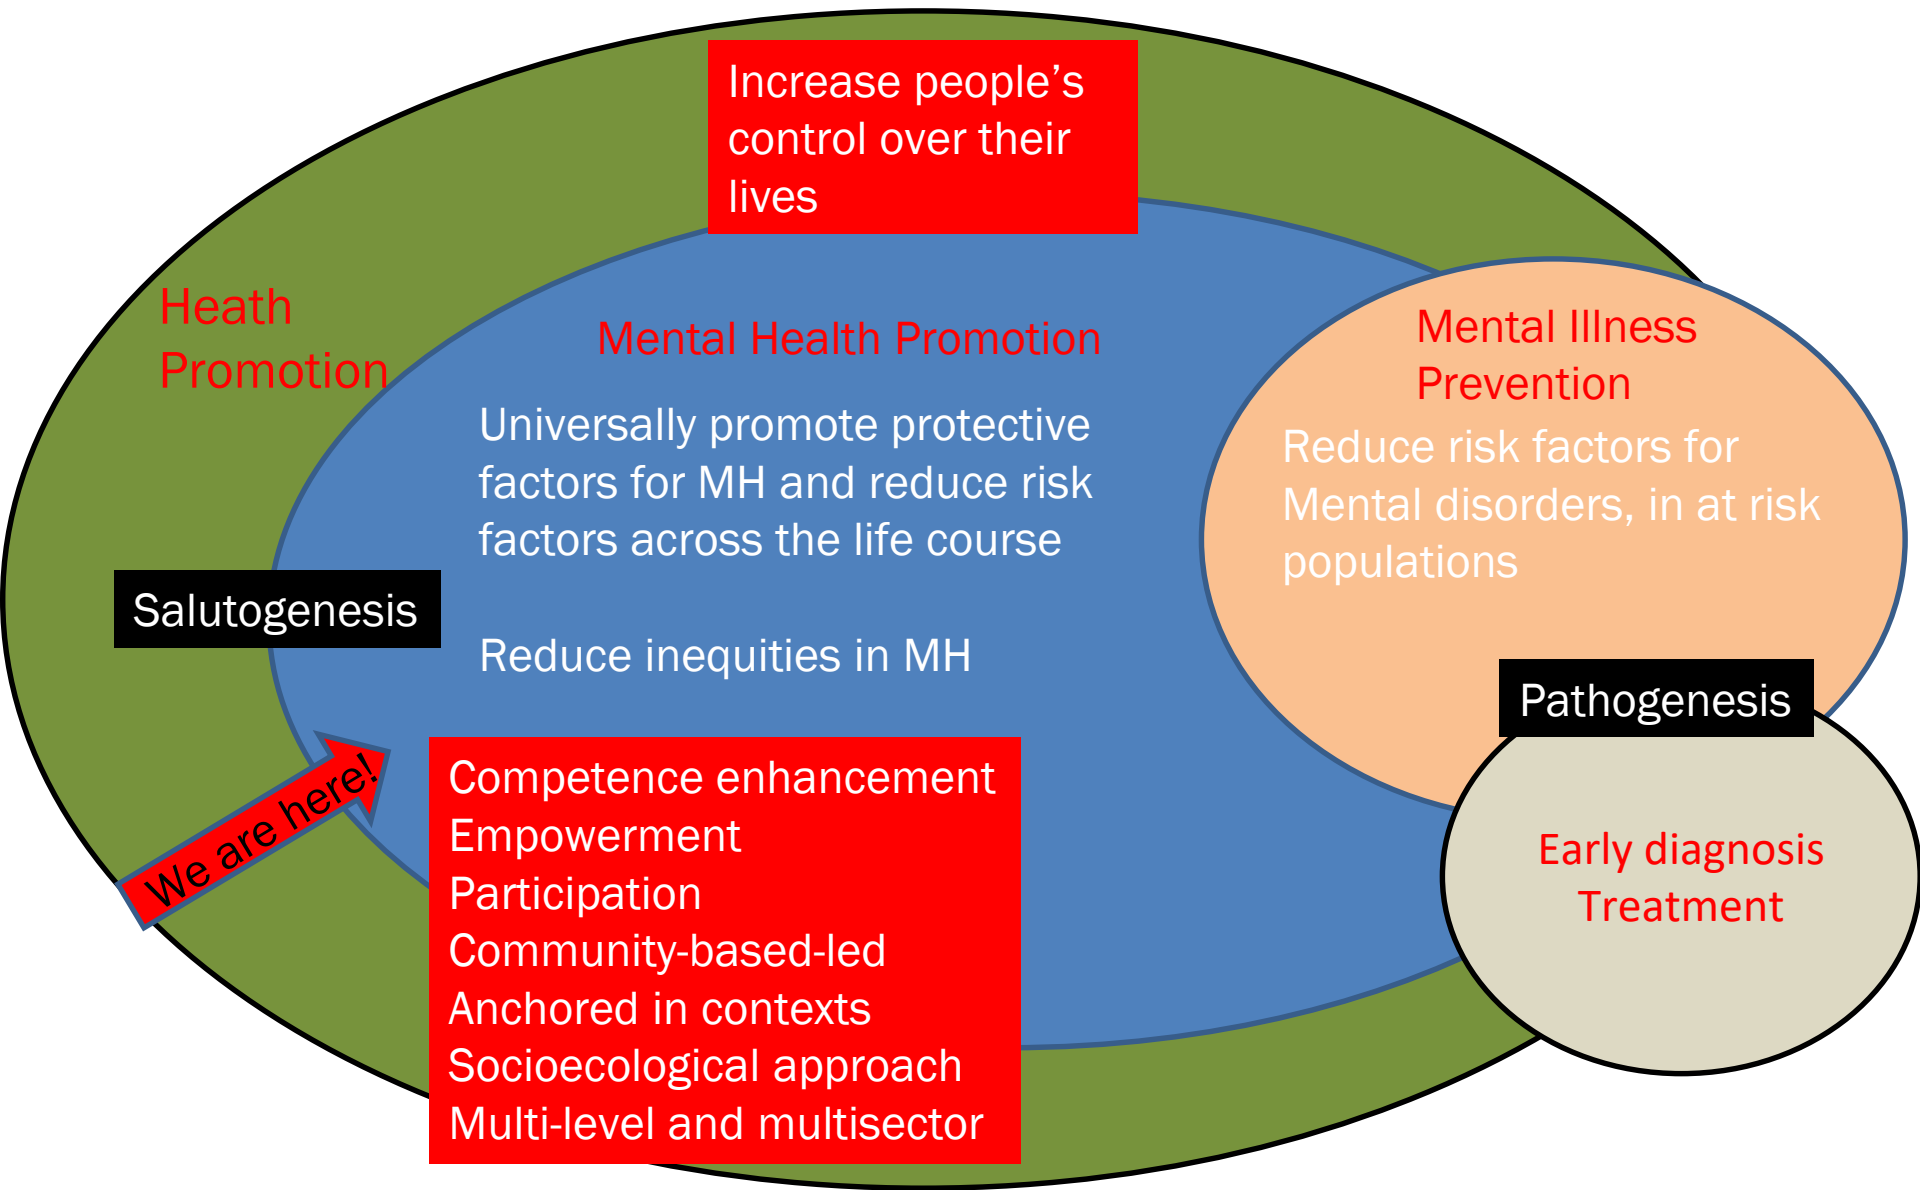 Increase people’s
control over their
lives
Heath
Promotion
Mental Health Promotion
Universally promote protective
factors for MH and reduce risk
factors across the life course
Reduce inequities in MH
Mental Illness
Prevention
Reduce risk factors for
Mental disorders, in at risk
populations
Salutogenesis
Pathogenesis
We are here!
Competence enhancement
Empowerment
Participation
Community-based-led
Anchored in contexts
Socioecological approach
Multi-level and multisector
Early diagnosis
Treatment